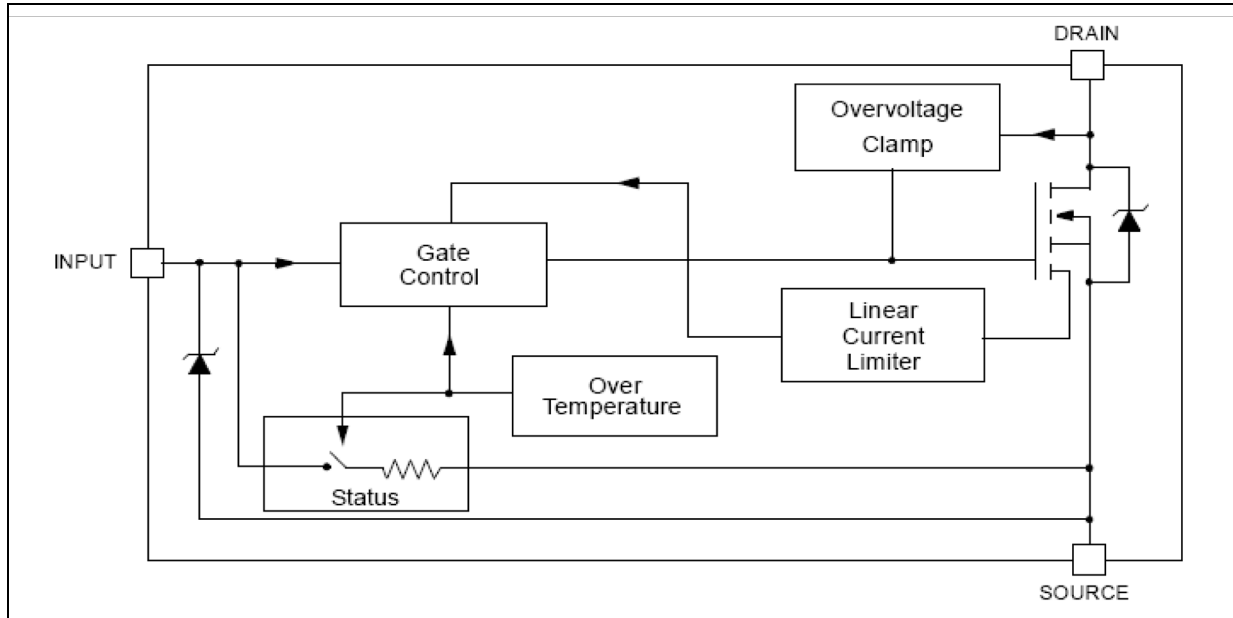 DRAIN
Overvoltage
Clamp
INPUT
Gate
Control
Linear
Current
Limiter
Over
Temperature
Status
SOURCE